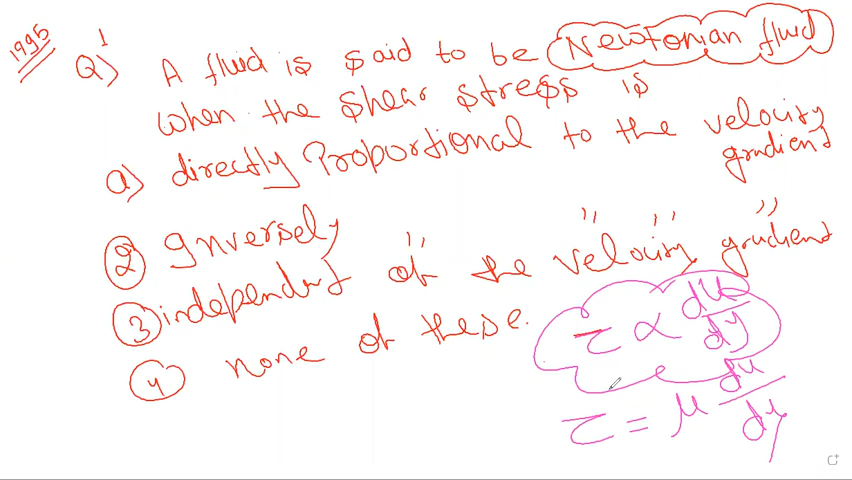 1995
Q) 1 A fluid is said to be Newtonian fluid
when the shear stress is
a) directly Proportional to the velocity
gradient
2 Inversely " " " "
3 independent of the velocity gradient
4 none of these.
τ ∝ du/dy
τ = μ du/dy